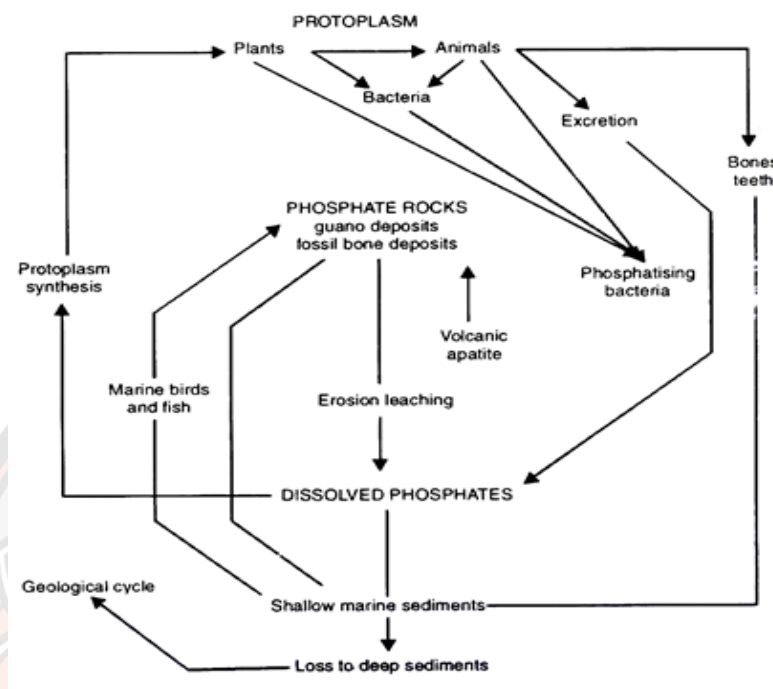 PROTOPLASM
Plants
Animals
Bacteria
Excretion
Bones
teeth
PHOSPHATE ROCKS
guano deposits
fossil bone deposits
Protoplasm
synthesis
Phosphatising
bacteria
Volcanic
apatite
Marine birds
and fish
Erosion leaching
DISSOLVED PHOSPHATES
Geological cycle
Shallow marine sediments
Loss to deep sediments